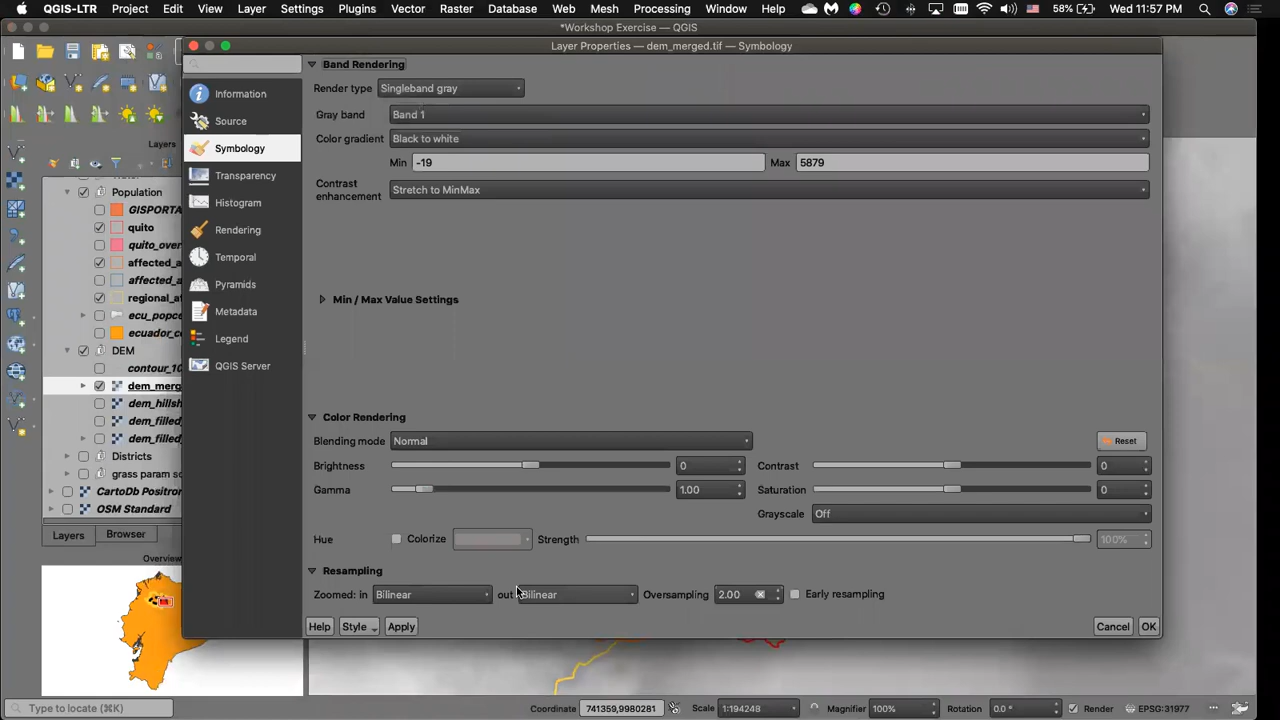 QGIS-LTR Project Edit View Layer Settings Plugins Vector Raster Database Web Mesh Processing Window 58% Wed 11:57 PM
*Workshop Exercise — QGIS
Layer Properties — dem_merged.tif — Symbology
Information
Source
Symbology
Transparency
Histogram
Rendering
Temporal
Pyramids
Metadata
Legend
QGIS Server
Band Rendering
Render type Singleband gray
Gray band Band 1
Color gradient Black to white
Min -19 Max 5879
Contrast enhancement Stretch to MinMax
Min / Max Value Settings
Color Rendering
Blending mode Normal Reset
Brightness 0 Contrast 0
Gamma 1.00 Saturation 0
Grayscale Off
Hue Colorize Strength 100%
Resampling
Zoomed: in Bilinear out Bilinear Oversampling 2.00 Early resampling
Help Style Apply Cancel OK
Layers
Population
GISPORTA
quito
quito_over
affected_a
affected_a
regional_a
ecu_popce
ecuador_co
DEM
contour_10
dem_merg
dem_hillsh
dem_filled
dem_filled
Districts
grass param sc
CartoDb Positron
OSM Standard
Layers Browser
Overview
Type to locate (⌘K) Coordinate 741359,9980281 Scale 1:194248 Magnifier 100% Rotation 0.0 ° Render EPSG:31977